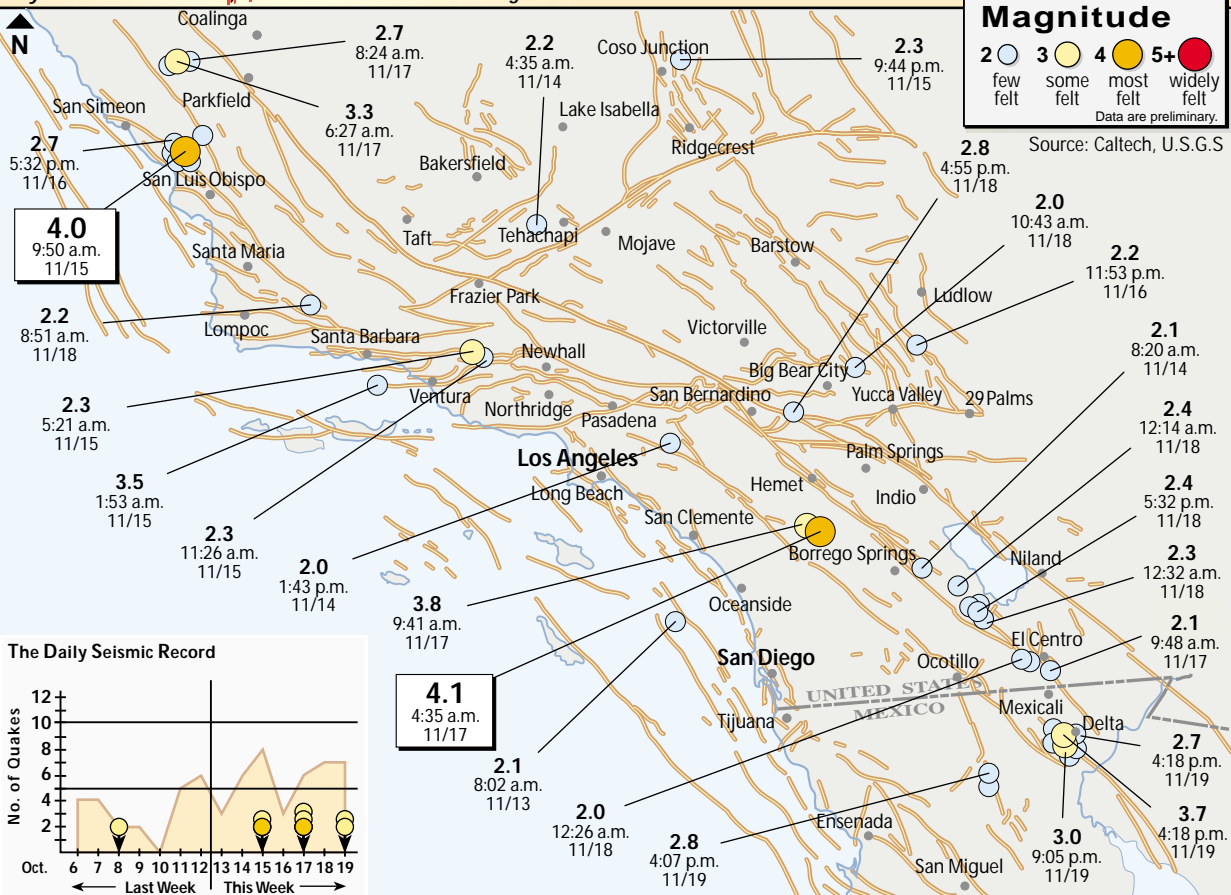 Magnitude
2
3
4
5+
few felt
some felt
most felt
widely felt
Data are preliminary.
Source: Caltech, U.S.G.S
N
Coalinga
2.7
8:24 a.m.
11/17
2.2
4:35 a.m.
11/14
Coso Junction
2.3
9:44 p.m.
11/15
San Simeon
Parkfield
3.3
6:27 a.m.
11/17
Lake Isabella
2.7
5:32 p.m.
11/16
Bakersfield
Ridgecrest
2.8
4:55 p.m.
11/18
San Luis Obispo
4.0
9:50 a.m.
11/15
2.0
10:43 a.m.
11/18
Taft
Tehachapi
Mojave
Barstow
Santa Maria
2.2
11:53 p.m.
11/16
Frazier Park
Ludlow
2.2
8:51 a.m.
11/18
Lompoc
Santa Barbara
Victorville
Newhall
2.1
8:20 a.m.
11/14
Big Bear City
Ventura
San Bernardino
Yucca Valley
29 Palms
2.3
5:21 a.m.
11/15
Northridge
Pasadena
2.4
12:14 a.m.
11/18
Los Angeles
Palm Springs
3.5
1:53 a.m.
11/15
Long Beach
Hemet
Indio
2.4
5:32 p.m.
11/18
San Clemente
2.3
11:26 a.m.
11/15
Borrego Springs
Niland
2.3
12:32 a.m.
11/18
2.0
1:43 p.m.
11/14
3.8
9:41 a.m.
11/17
Oceanside
El Centro
2.1
9:48 a.m.
11/17
San Diego
Ocotillo
4.1
4:35 a.m.
11/17
UNITED STATES
MEXICO
Mexicali
Tijuana
Delta
2.7
4:18 p.m.
11/19
2.1
8:02 a.m.
11/13
2.0
12:26 a.m.
11/18
2.8
4:07 p.m.
11/19
Ensenada
3.0
9:05 p.m.
11/19
3.7
4:18 p.m.
11/19
San Miguel
The Daily Seismic Record
No. of Quakes
12
10
8
6
4
2
Oct. 6 7 8 9 10 11 12 13 14 15 16 17 18 19
Last Week
This Week